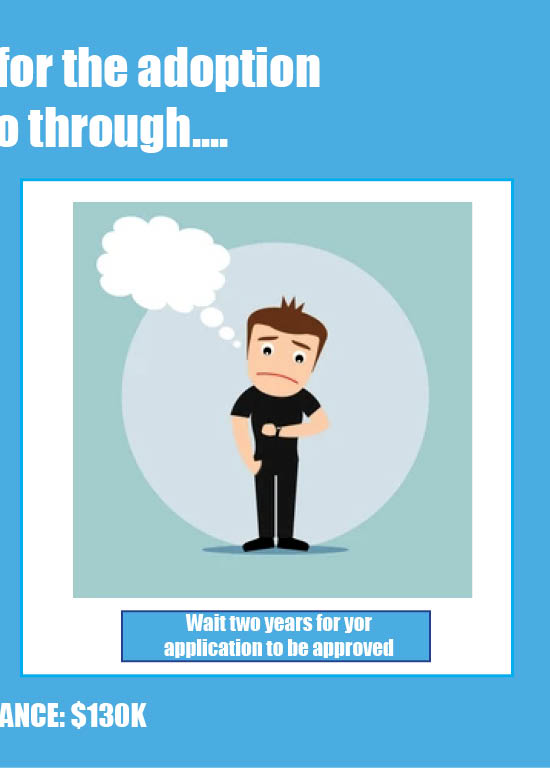 for the adoption
o through....
Wait two years for yor
application to be approved
ANCE: $130K